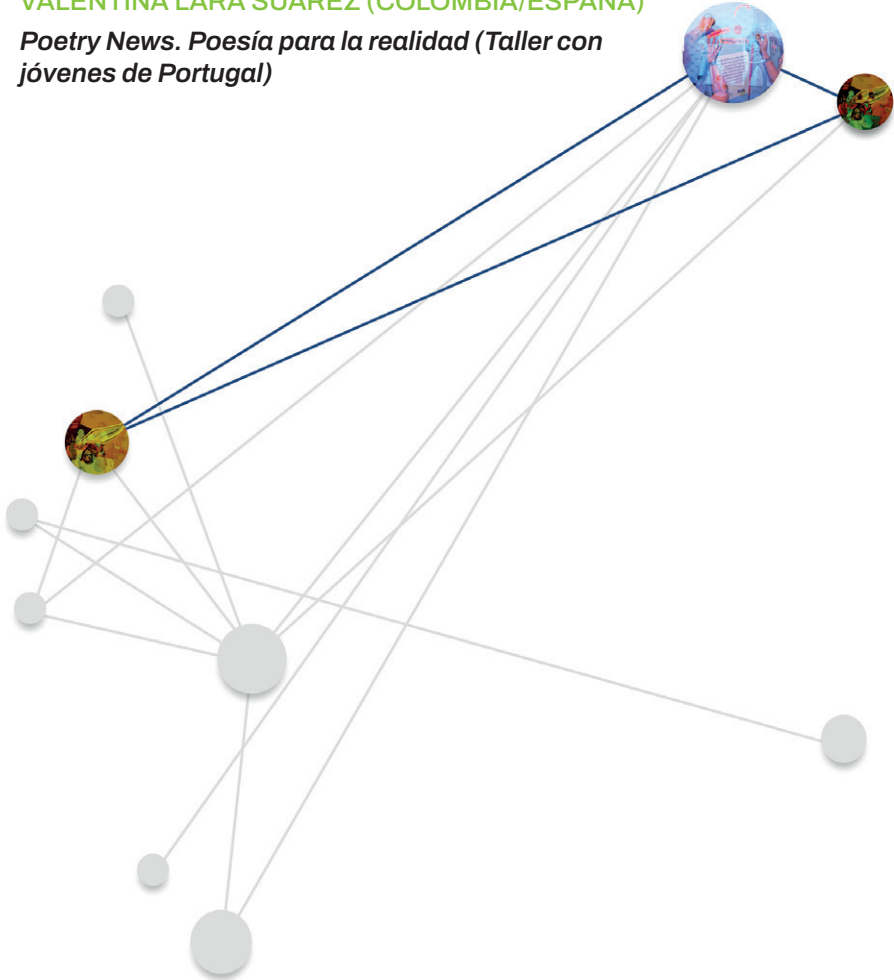 VALENTINA LARA SUÁREZ (COLOMBIA/ESPAÑA)
Poetry News. Poesía para la realidad (Taller con
jóvenes de Portugal)